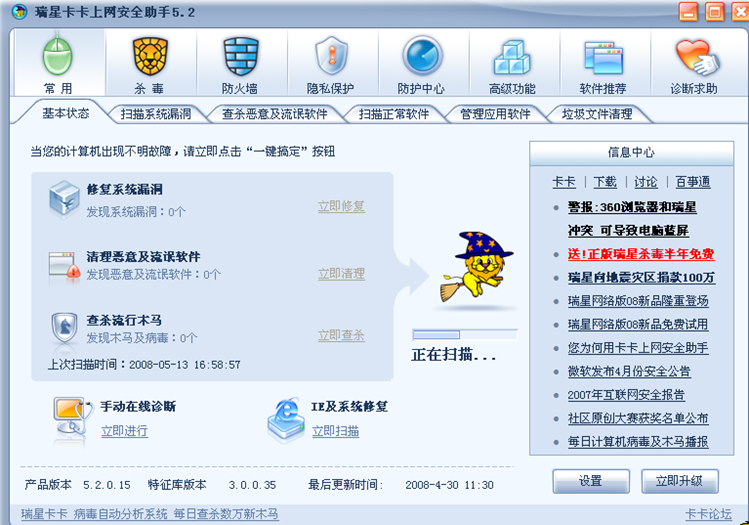 瑞星卡卡上网安全助手5.2
常 用
杀 毒
防火墙
隐私保护
防护中心
高级功能
软件推荐
诊断求助
基本状态
扫描系统漏洞
查杀恶意及流氓软件
扫描正常软件
管理应用软件
垃圾文件清理
当您的计算机出现不明故障，请立即点击“一键搞定”按钮
修复系统漏洞
发现系统漏洞：0个
立即修复
清理恶意及流氓软件
发现恶意及流氓软件：0个
立即清理
查杀流行木马
发现木马及病毒：0个
立即查杀
上次扫描时间：2008-05-13 16:58:57
正在扫描...
手动在线诊断
立即进行
IE及系统修复
立即扫描
信息中心
卡卡 | 下载 | 讨论 | 百事通
警报:360浏览器和瑞星
冲突 可导致电脑蓝屏
送!正版瑞星杀毒半年免费
瑞星向地震灾区捐款100万
瑞星网络版08新品隆重登场
瑞星网络版08新品免费试用
您为何用卡卡上网安全助手
微软发布4月份安全公告
2007年互联网安全报告
社区原创大赛获奖名单公布
每日计算机病毒及木马播报
产品版本 5.2.0.15 特征库版本 3.0.0.35 最后更新时间: 2008-4-30 11:30
设置
立即升级
瑞星卡卡 病毒自动分析系统 每日查杀数万新木马
卡卡论坛